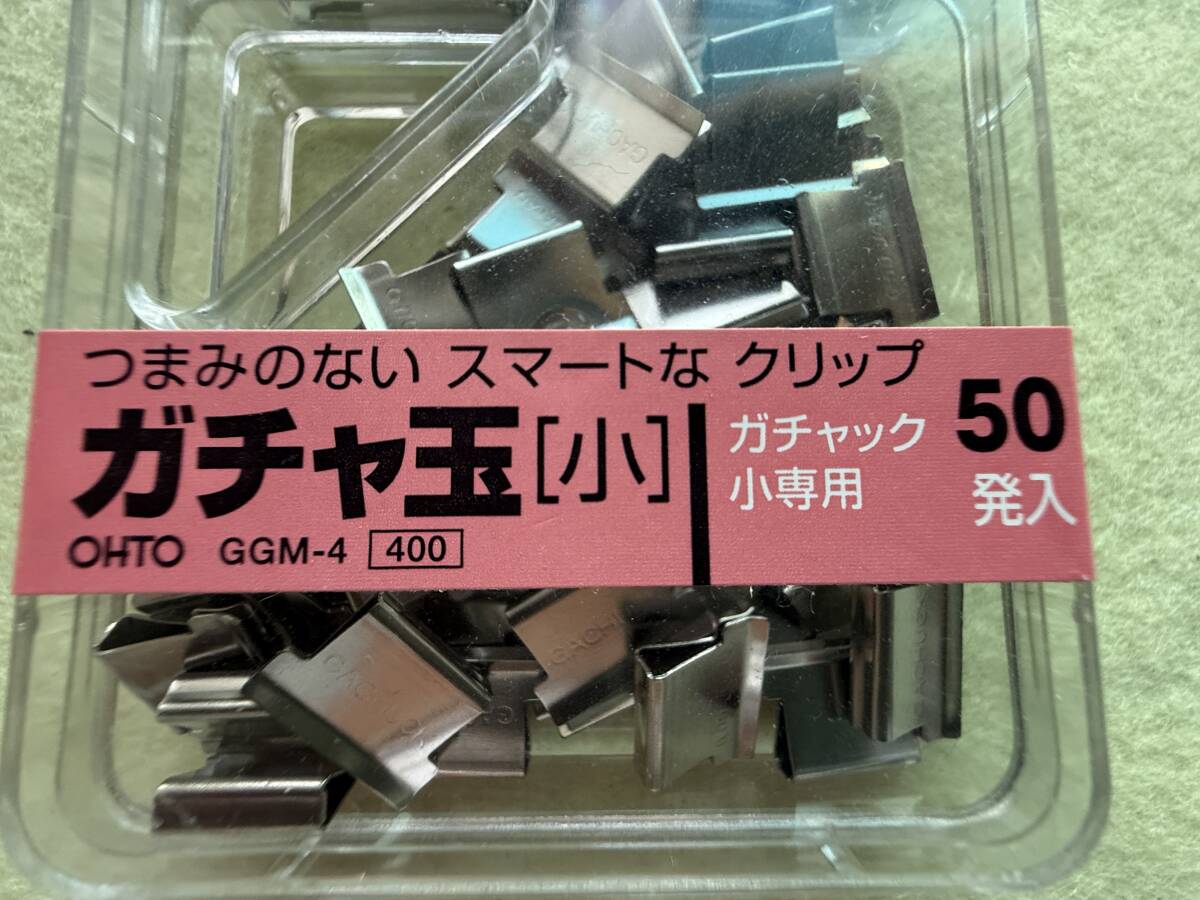 つまみのない スマートな クリップ
ガチャ玉[小]
OHTO GGM-4 400
ガチャック
小専用
50
発入